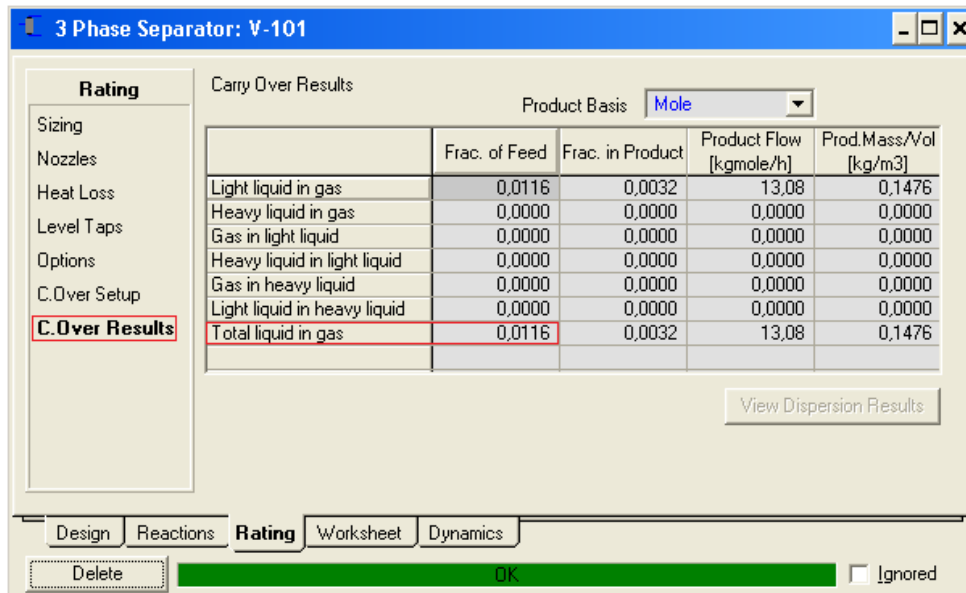 3 Phase Separator: V-101
Rating
Sizing
Nozzles
Heat Loss
Level Taps
Options
C.Over Setup
C.Over Results
Carry Over Results
Product Basis Mole
Frac. of Feed Frac. in Product Product Flow [kgmole/h] Prod.Mass/Vol [kg/m3]
Light liquid in gas 0,0116 0,0032 13,08 0,1476
Heavy liquid in gas 0,0000 0,0000 0,0000 0,0000
Gas in light liquid 0,0000 0,0000 0,0000 0,0000
Heavy liquid in light liquid 0,0000 0,0000 0,0000 0,0000
Gas in heavy liquid 0,0000 0,0000 0,0000 0,0000
Light liquid in heavy liquid 0,0000 0,0000 0,0000 0,0000
Total liquid in gas 0,0116 0,0032 13,08 0,1476
View Dispersion Results
Design Reactions Rating Worksheet Dynamics
Delete OK Ignored